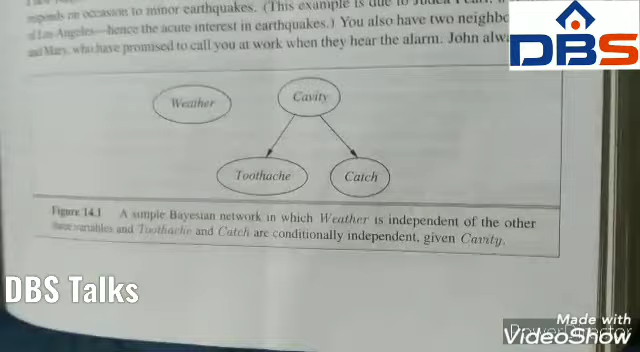 responds on occasion to minor earthquakes. (This example is due to Judea Pearl,
of Los Angeles—hence the acute interest in earthquakes.) You also have two neighbo
and Mary, who have promised to call you at work when they hear the alarm. John alw
DBS
Weather
Cavity
Toothache
Catch
Figure 14.1 A simple Bayesian network in which Weather is independent of the other
three variables and Toothache and Catch are conditionally independent, given Cavity.
DBS Talks
Made with
VideoShow